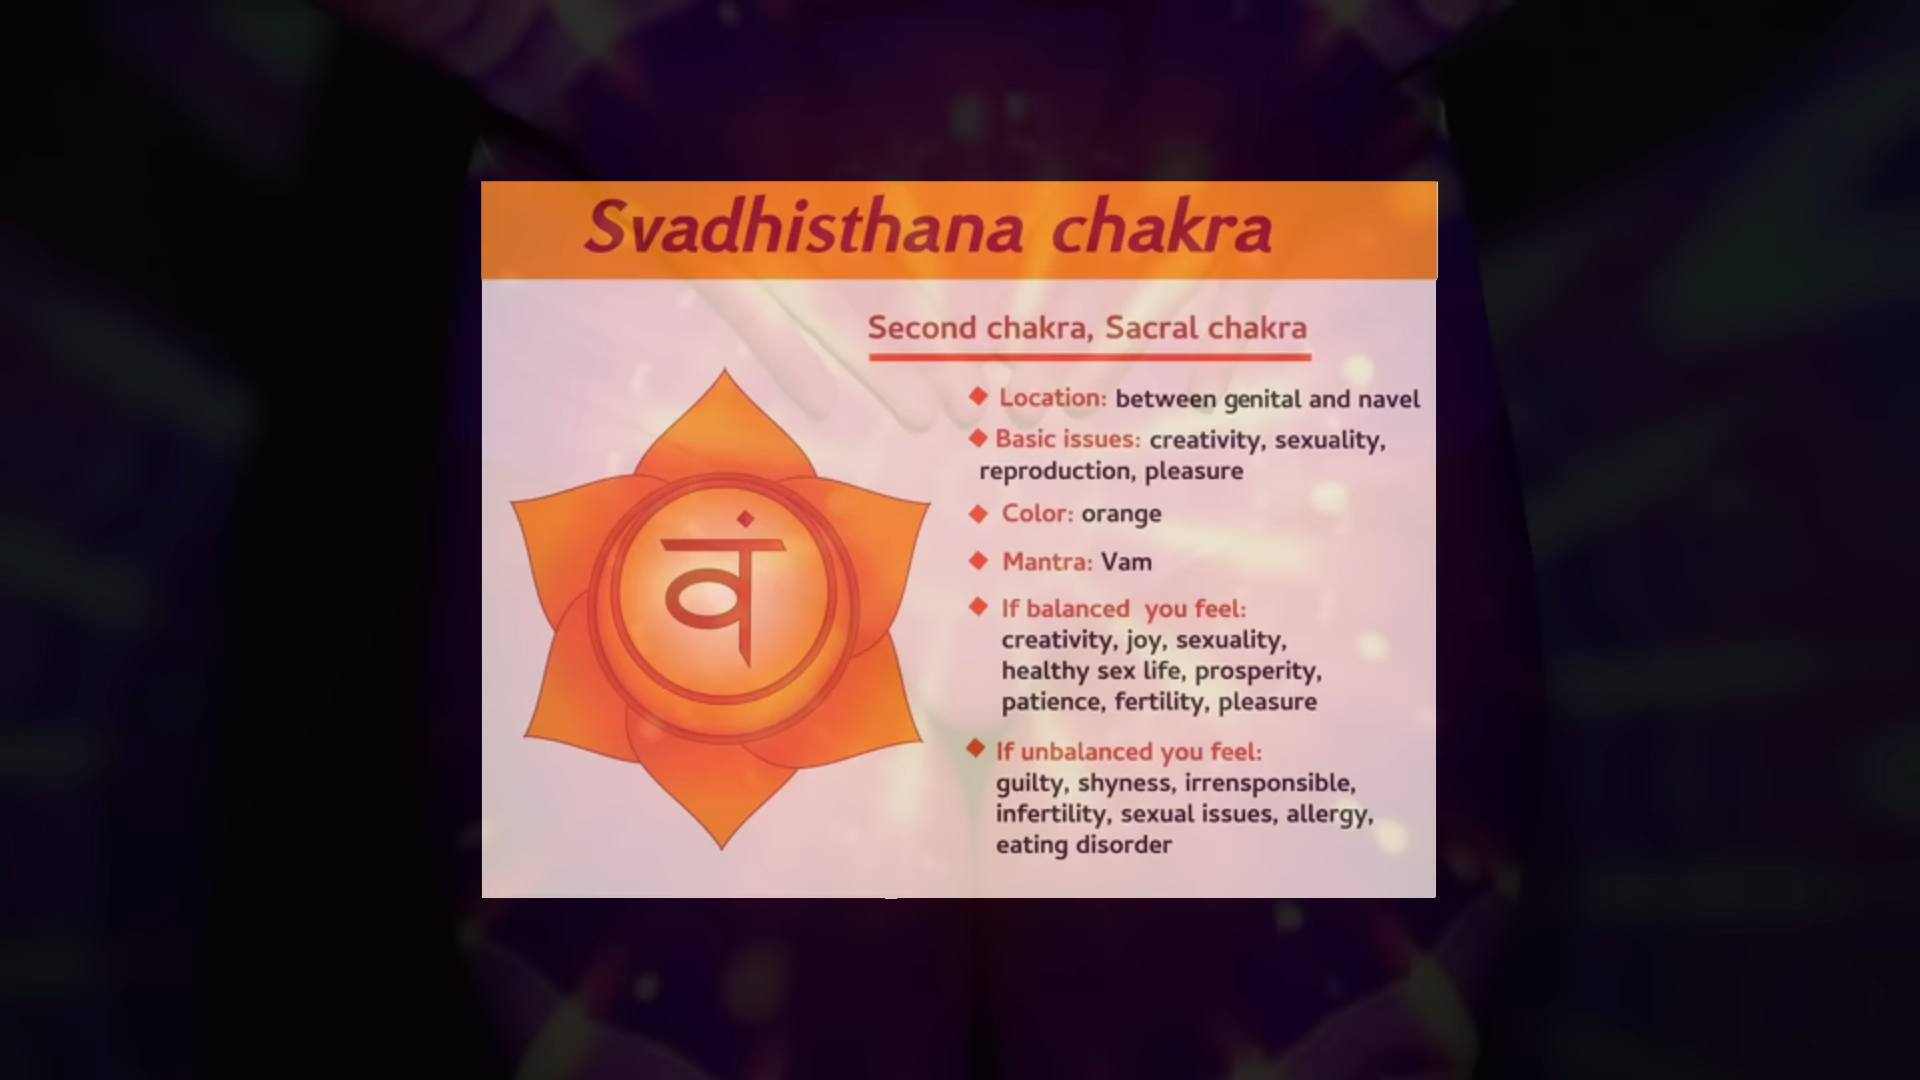 Svadhisthana chakra
Second chakra, Sacral chakra
Location: between genital and navel
Basic issues: creativity, sexuality,
reproduction, pleasure
Color: orange
Mantra: Vam
If balanced you feel:
creativity, joy, sexuality,
healthy sex life, prosperity,
patience, fertility, pleasure
If unbalanced you feel:
guilty, shyness, irrensponsible,
infertility, sexual issues, allergy,
eating disorder
वं